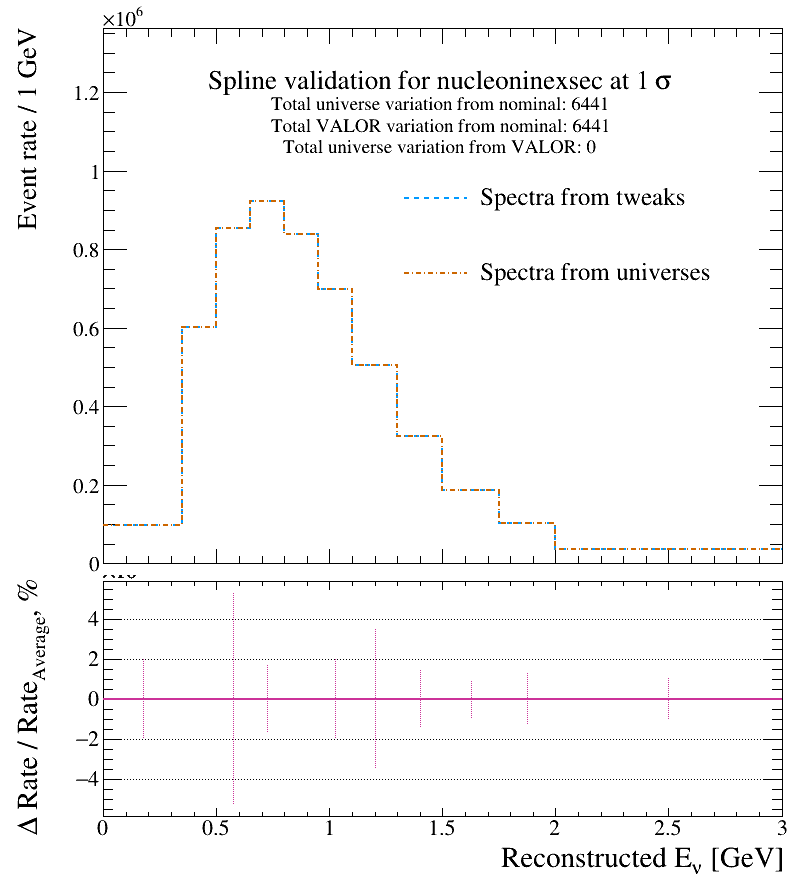 ×10⁶
Event rate / 1 GeV
Spline validation for nucleoninexsec at 1 σ
Total universe variation from nominal: 6441
Total VALOR variation from nominal: 6441
Total universe variation from VALOR: 0
Spectra from tweaks
Spectra from universes
1.2
1
0.8
0.6
0.4
0.2
0
Δ Rate / Rate_Average, %
4
2
0
−2
−4
0 0.5 1 1.5 2 2.5 3
Reconstructed E_ν [GeV]